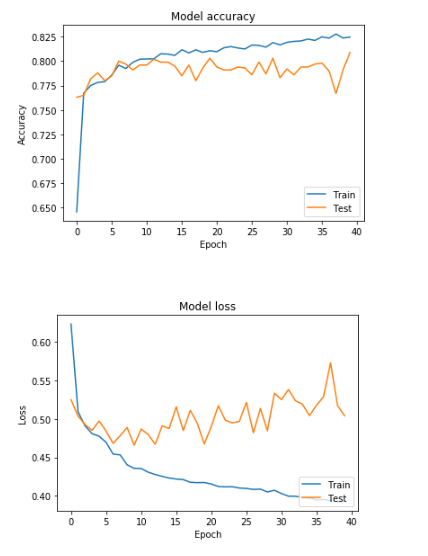 Model accuracy
0.825
0.800
0.775
0.750
0.725
0.700
0.675
0.650
Accuracy
Train
Test
0 5 10 15 20 25 30 35 40
Epoch
Model loss
0.60
0.55
0.50
0.45
0.40
Loss
Train
Test
0 5 10 15 20 25 30 35 40
Epoch